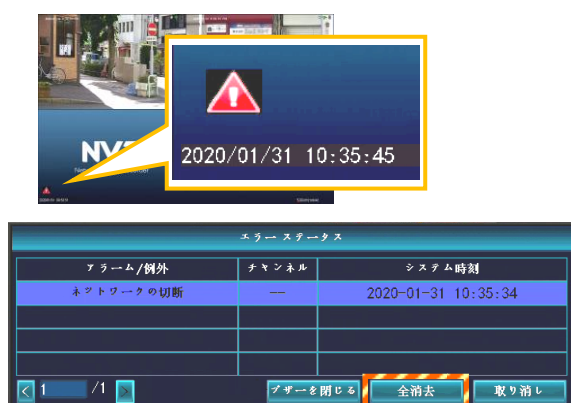 NV
2020/01/31 10:35:45
エラーステータス
アラーム/例外 チャンネル システム時刻
ネットワークの切断 -- 2020-01-31 10:35:34
< 1 /1 > ブザーを閉じる 全消去 取り消し